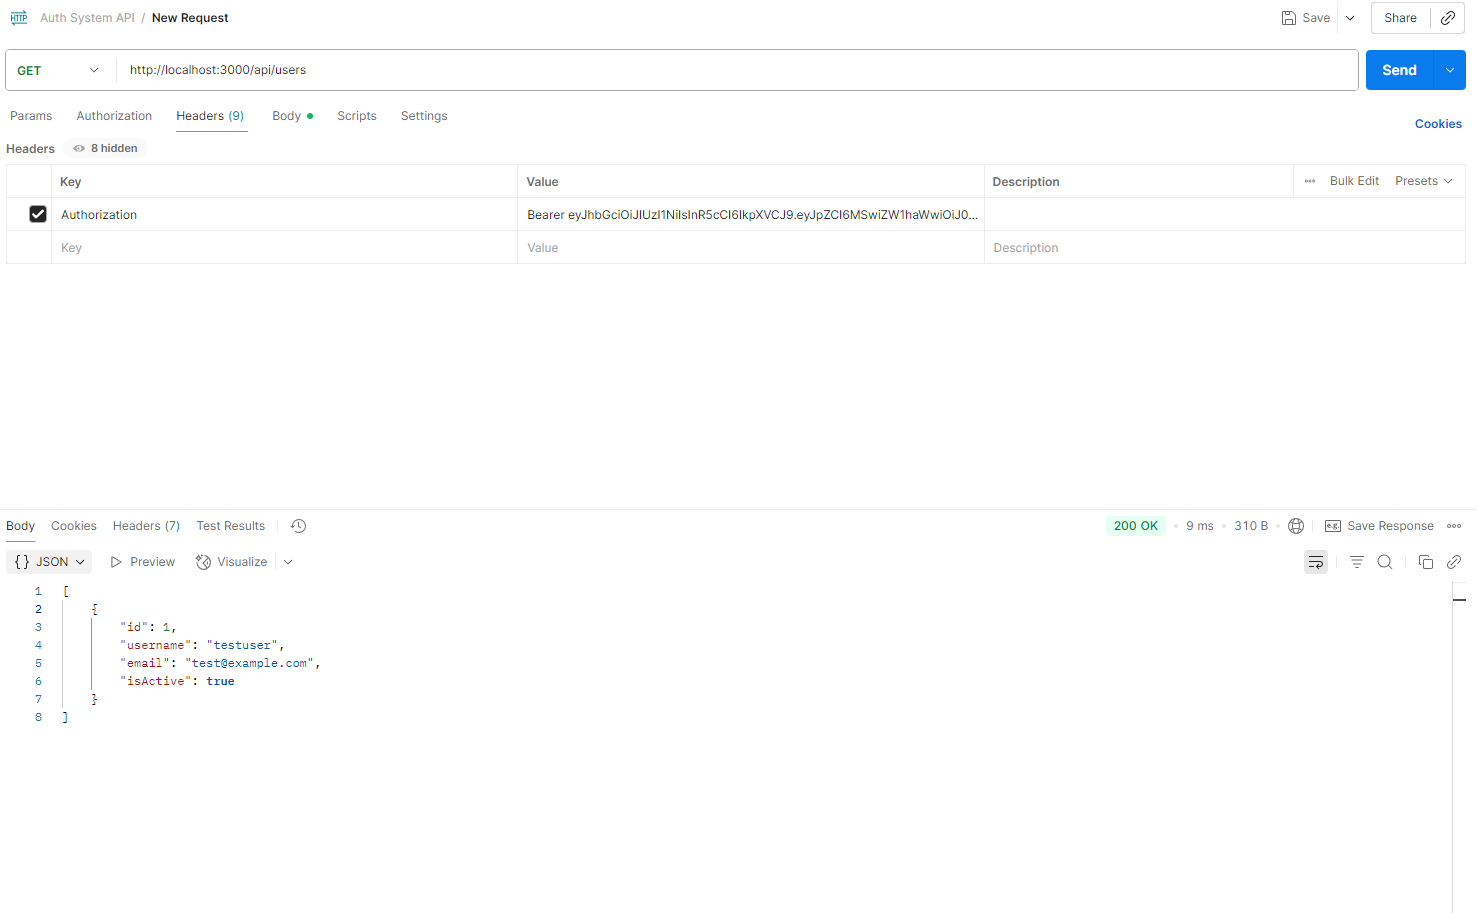 HTTP Auth System API / New Request Save Share
GET http://localhost:3000/api/users Send
Params Authorization Headers (9) Body Scripts Settings Cookies
Headers 8 hidden
Key Value Description Bulk Edit Presets
Authorization Bearer eyJhbGciOiJIUzI1NiIsInR5cCI6IkpXVCJ9.eyJpZCI6MSwiZW1haWwiOiJ0...
Key Value Description
Body Cookies Headers (7) Test Results 200 OK 9 ms 310 B e.g. Save Response
{} JSON Preview Visualize
1 [
2 {
3 "id": 1,
4 "username": "testuser",
5 "email": "test@example.com",
6 "isActive": true
7 }
8 ]